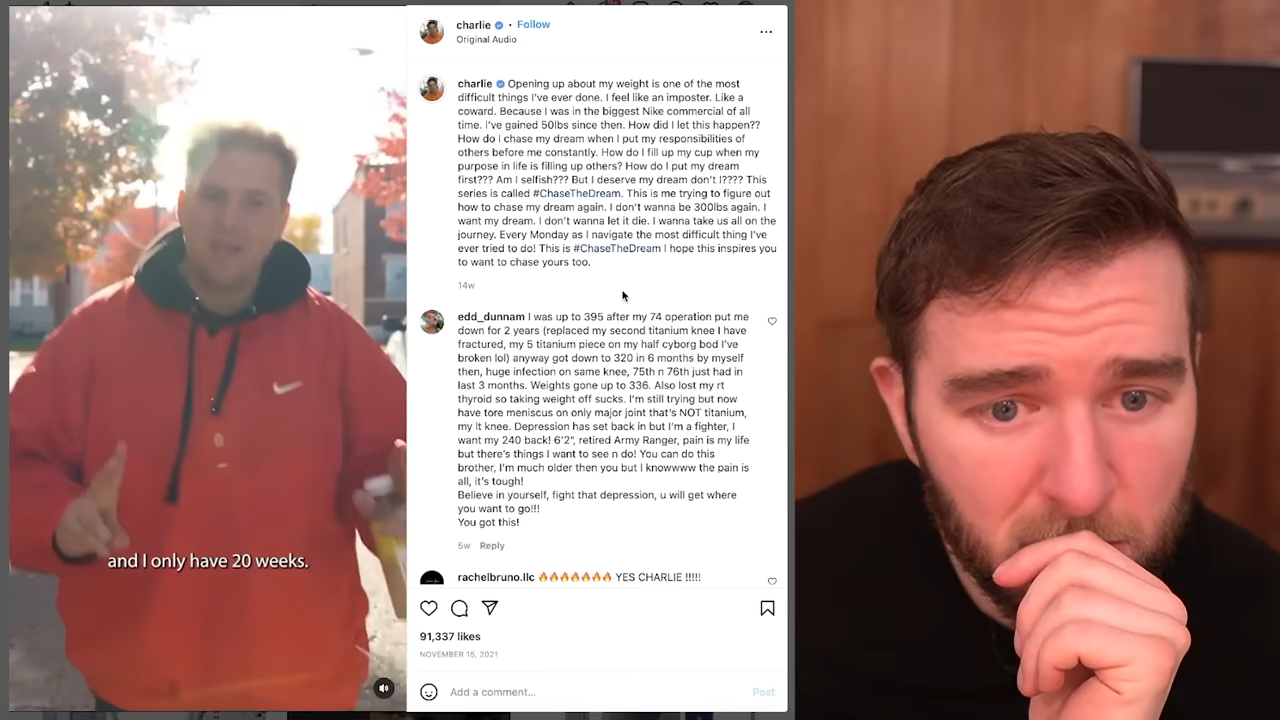 charlie • Follow
Original Audio
charlie Opening up about my weight is one of the most
difficult things I've ever done. I feel like an imposter. Like a
coward. Because I was in the biggest Nike commercial of all
time. I've gained 50lbs since then. How did I let this happen??
How do I chase my dream when I put my responsibilities of
others before me constantly. How do I fill up my cup when my
purpose in life is filling up others? How do I put my dream
first??? Am I selfish??? But I deserve my dream don't I???? This
series is called #ChaseTheDream. This is me trying to figure out
how to chase my dream again. I don't wanna be 300lbs again. I
want my dream. I don't wanna let it die. I wanna take us all on the
journey. Every Monday as I navigate the most difficult thing I've
ever tried to do! This is #ChaseTheDream I hope this inspires you
to want to chase yours too.
14w
edd_dunnam I was up to 395 after my 74 operation put me
down for 2 years (replaced my second titanium knee I have
fractured, my 5 titanium piece on my half cyborg bod I've
broken lol) anyway got down to 320 in 6 months by myself
then, huge infection on same knee, 75th n 76th just had in
last 3 months. Weights gone up to 336. Also lost my rt
thyroid so taking weight off sucks. I'm still trying but now
have tore meniscus on only major joint that's NOT titanium,
my lt knee. Depression has set back in but I'm a fighter, I
want my 240 back! 6'2", retired Army Ranger, pain is my life
but there's things I want to see n do! You can do this
brother, I'm much older then you but I knowwww the pain is
all, it's tough!
Believe in yourself, fight that depression, u will get where
you want to go!!!
You got this!
5w Reply
rachelbruno.llc 🔥🔥🔥🔥🔥🔥🔥 YES CHARLIE !!!!!
91,337 likes
NOVEMBER 15, 2021
Add a comment... Post
and I only have 20 weeks.